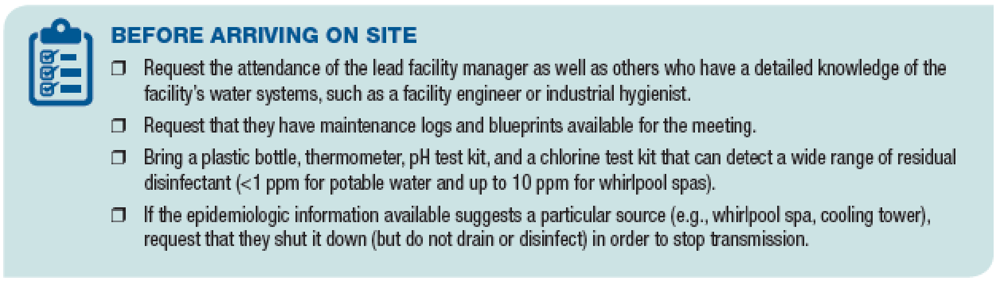 BEFORE ARRIVING ON SITE
❒ Request the attendance of the lead facility manager as well as others who have a detailed knowledge of the
facility's water systems, such as a facility engineer or industrial hygienist.
❒ Request that they have maintenance logs and blueprints available for the meeting.
❒ Bring a plastic bottle, thermometer, pH test kit, and a chlorine test kit that can detect a wide range of residual
disinfectant (<1 ppm for potable water and up to 10 ppm for whirlpool spas).
❒ If the epidemiologic information available suggests a particular source (e.g., whirlpool spa, cooling tower),
request that they shut it down (but do not drain or disinfect) in order to stop transmission.